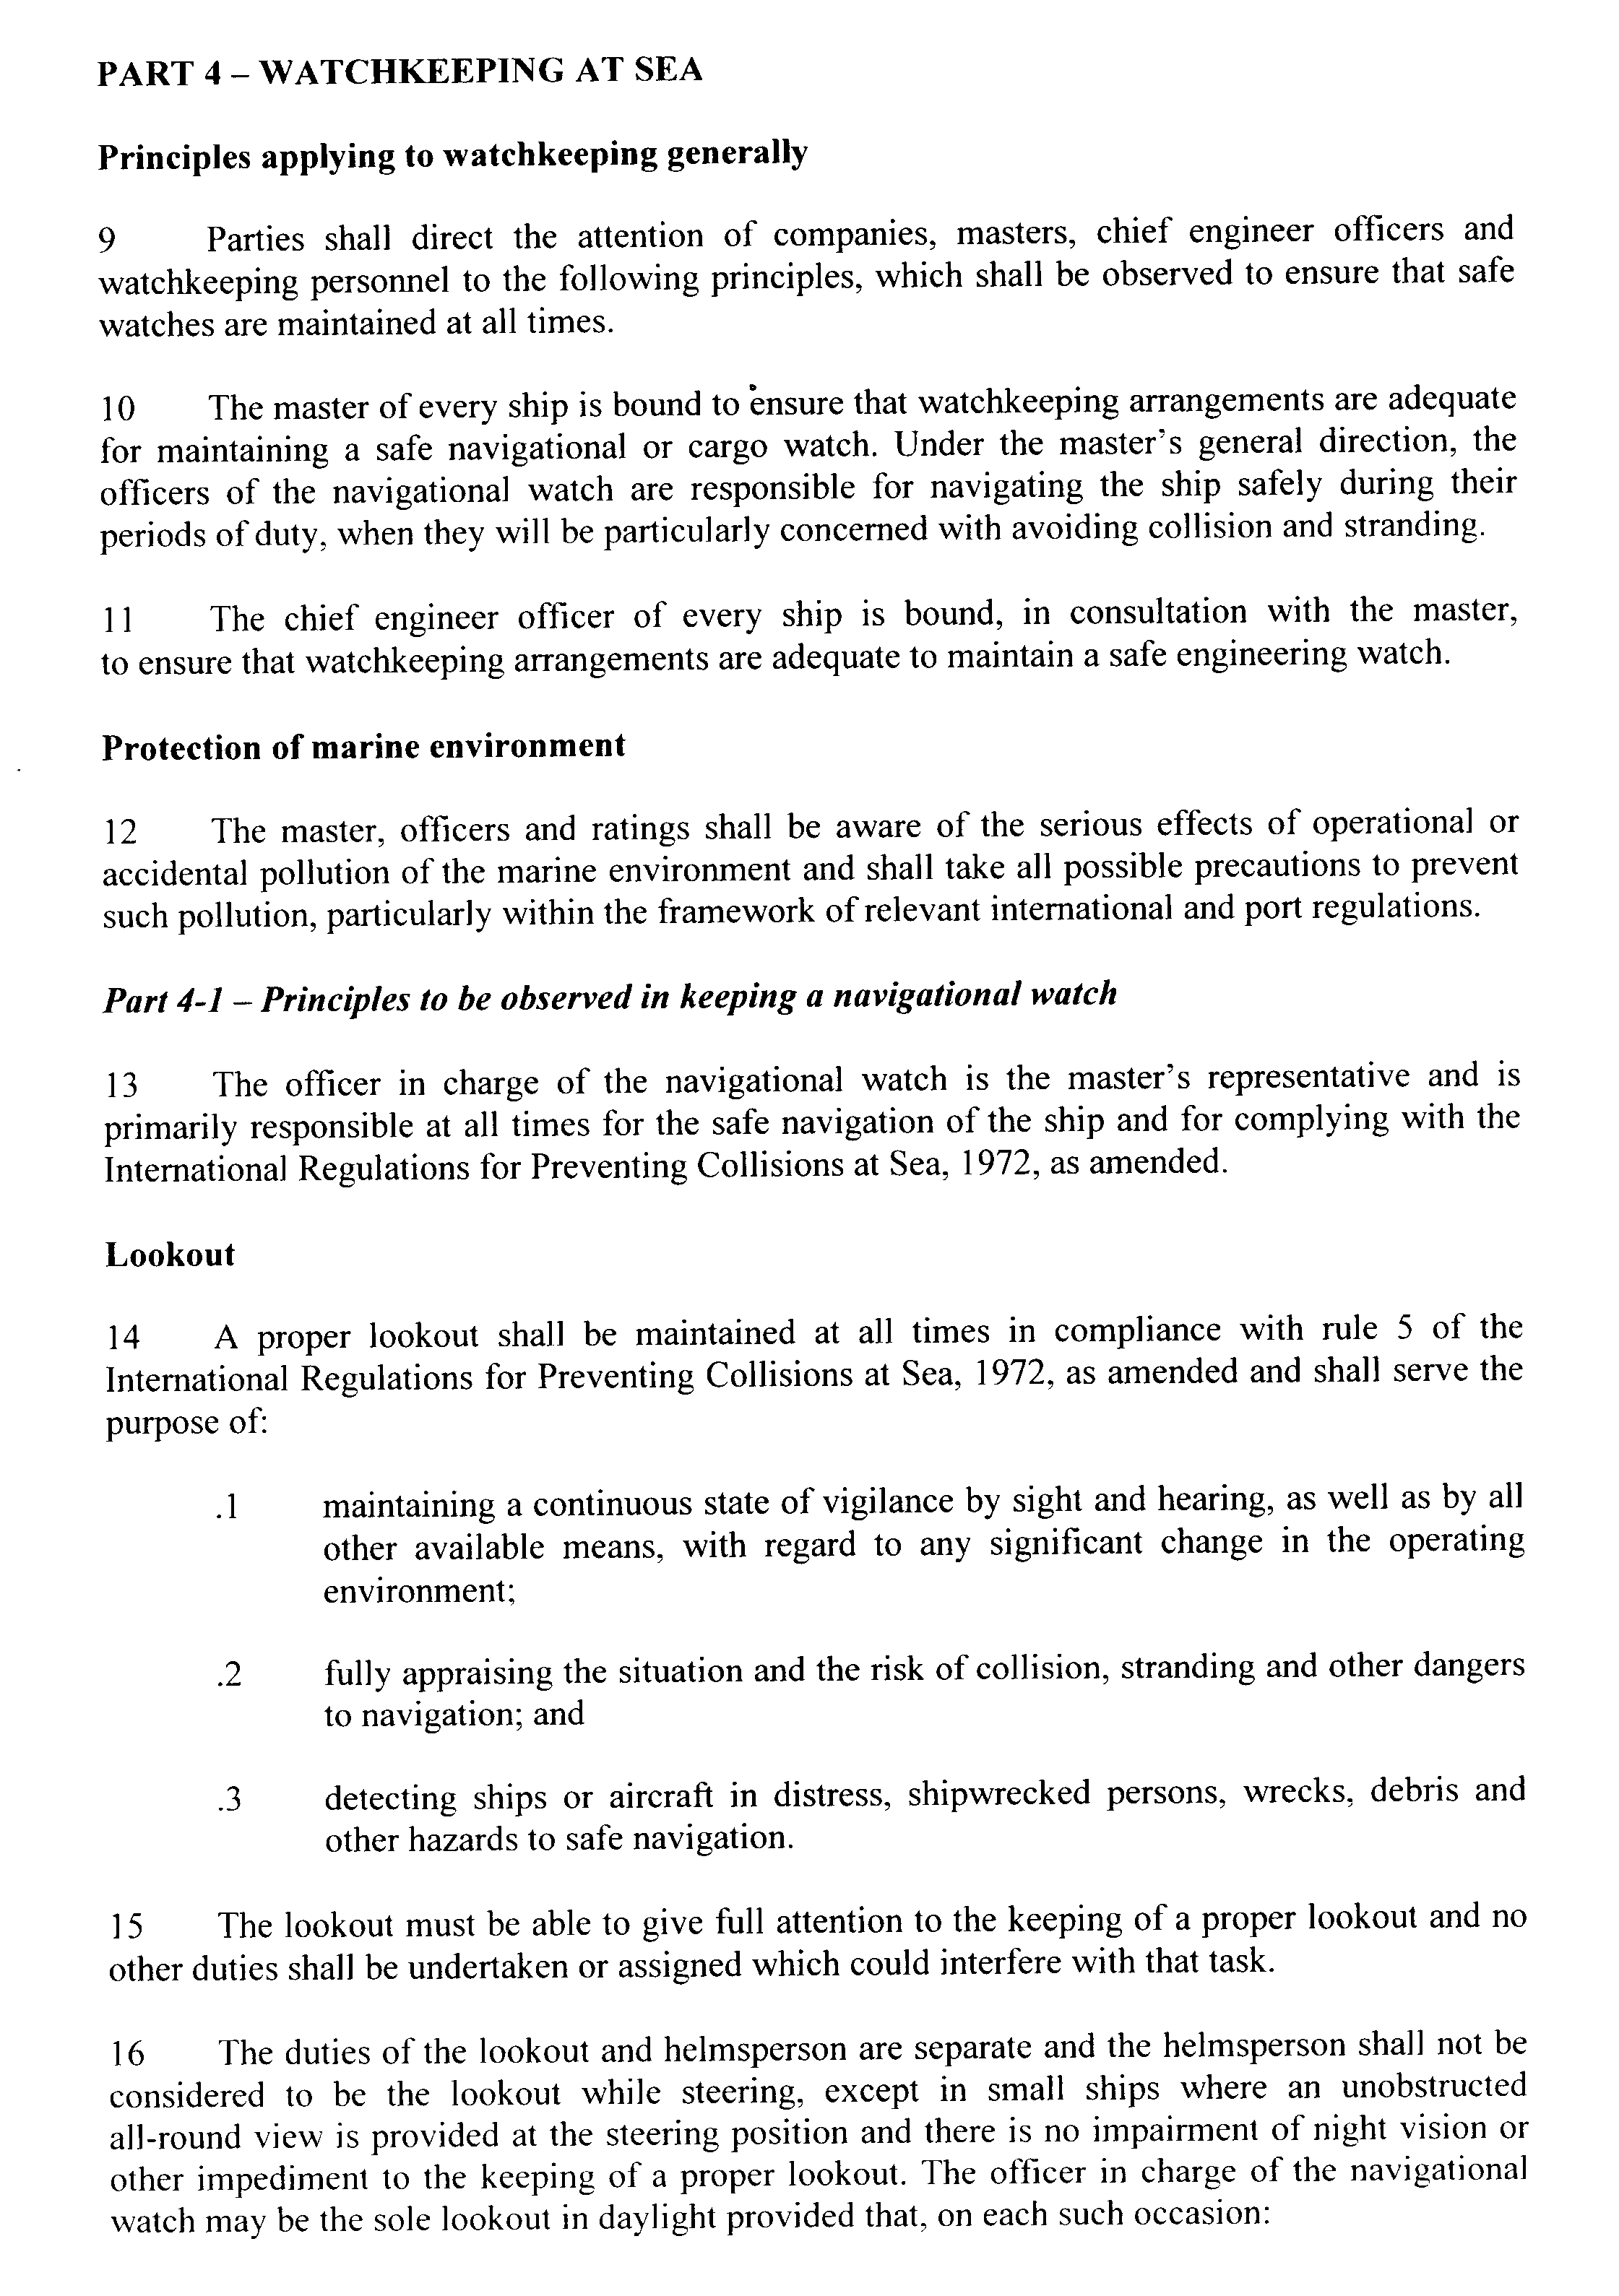 PART 4 – WATCHKEEPING AT SEA
Principles applying to watchkeeping generally
9 Parties shall direct the attention of companies, masters, chief engineer officers and
watchkeeping personnel to the following principles, which shall be observed to ensure that safe
watches are maintained at all times.
10 The master of every ship is bound to ensure that watchkeeping arrangements are adequate
for maintaining a safe navigational or cargo watch. Under the master's general direction, the
officers of the navigational watch are responsible for navigating the ship safely during their
periods of duty, when they will be particularly concerned with avoiding collision and stranding.
11 The chief engineer officer of every ship is bound, in consultation with the master,
to ensure that watchkeeping arrangements are adequate to maintain a safe engineering watch.
Protection of marine environment
12 The master, officers and ratings shall be aware of the serious effects of operational or
accidental pollution of the marine environment and shall take all possible precautions to prevent
such pollution, particularly within the framework of relevant international and port regulations.
Part 4-1 – Principles to be observed in keeping a navigational watch
13 The officer in charge of the navigational watch is the master's representative and is
primarily responsible at all times for the safe navigation of the ship and for complying with the
International Regulations for Preventing Collisions at Sea, 1972, as amended.
Lookout
14 A proper lookout shall be maintained at all times in compliance with rule 5 of the
International Regulations for Preventing Collisions at Sea, 1972, as amended and shall serve the
purpose of:
.1 maintaining a continuous state of vigilance by sight and hearing, as well as by all
other available means, with regard to any significant change in the operating
environment;
.2 fully appraising the situation and the risk of collision, stranding and other dangers
to navigation; and
.3 detecting ships or aircraft in distress, shipwrecked persons, wrecks, debris and
other hazards to safe navigation.
15 The lookout must be able to give full attention to the keeping of a proper lookout and no
other duties shall be undertaken or assigned which could interfere with that task.
16 The duties of the lookout and helmsperson are separate and the helmsperson shall not be
considered to be the lookout while steering, except in small ships where an unobstructed
all-round view is provided at the steering position and there is no impairment of night vision or
other impediment to the keeping of a proper lookout. The officer in charge of the navigational
watch may be the sole lookout in daylight provided that, on each such occasion: